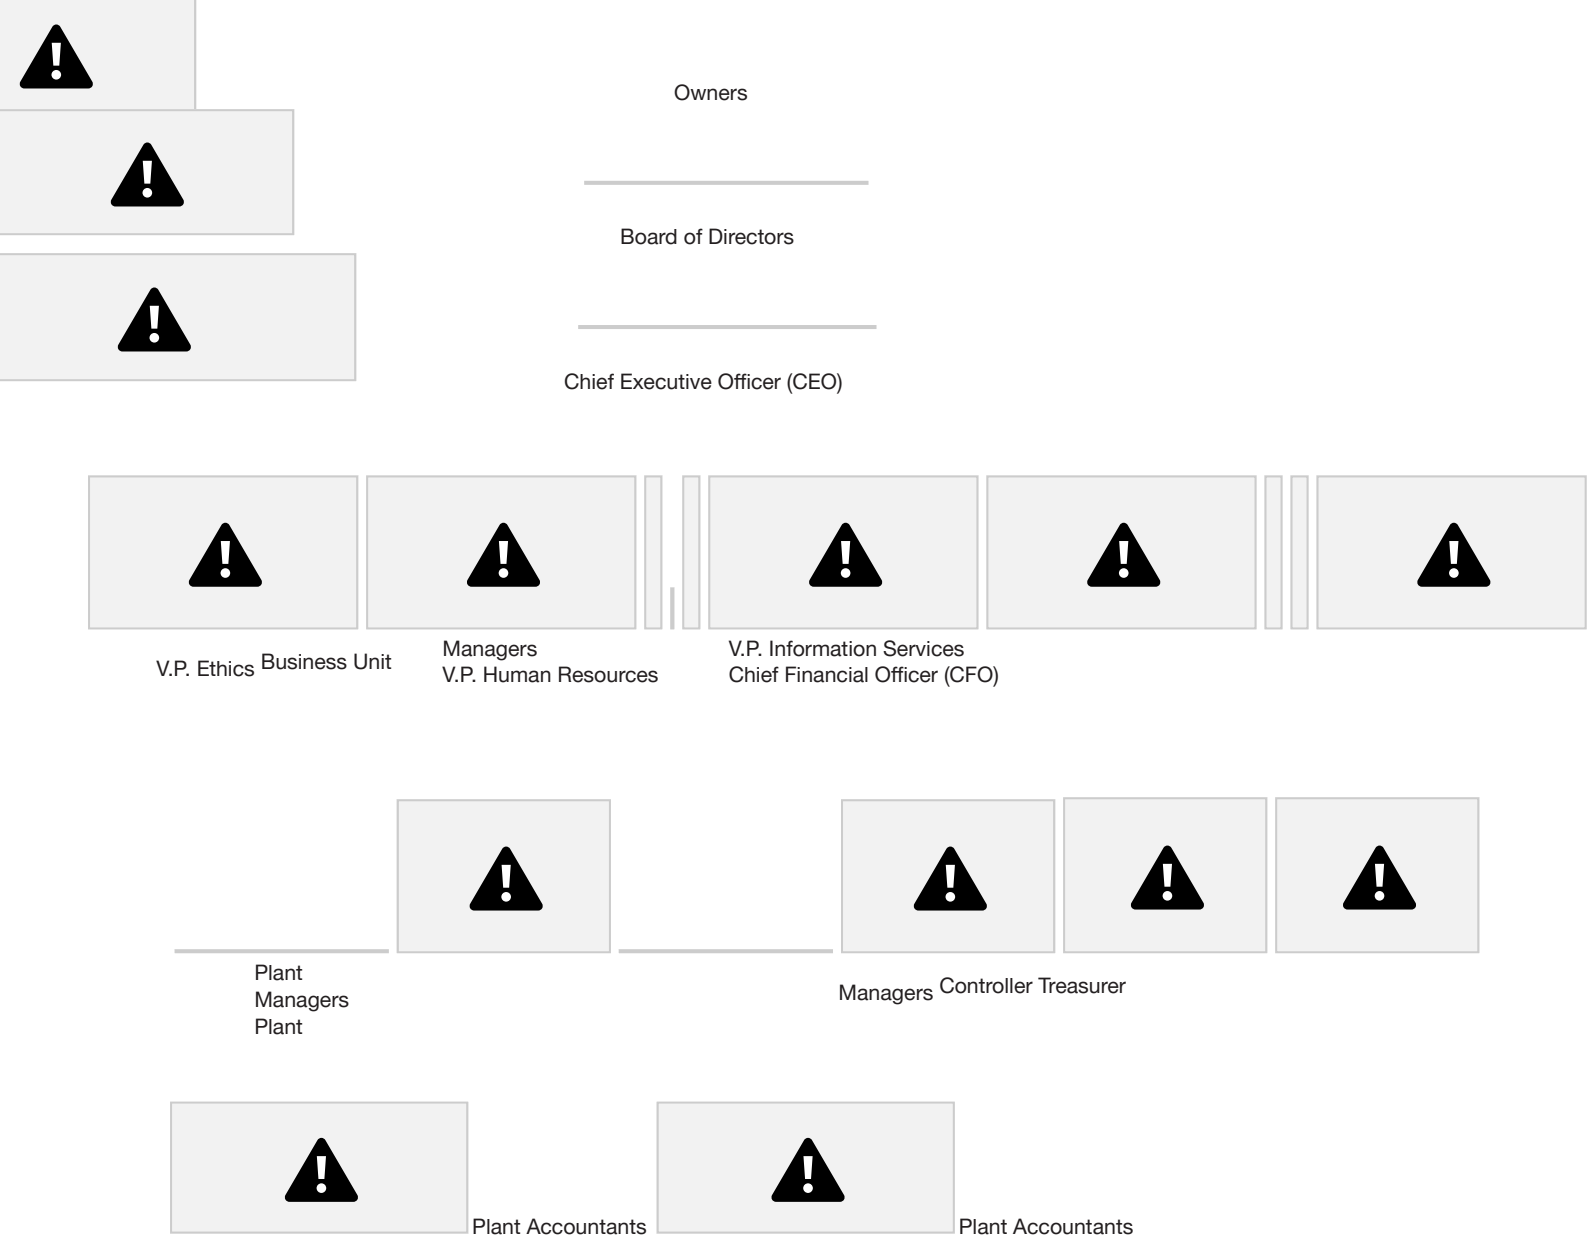 Owners
Board of Directors
Chief Executive Officer (CEO)
V.P. Ethics Business Unit
Managers
V.P. Human Resources
V.P. Information Services
Chief Financial Officer (CFO)
Plant
Managers
Plant
Managers Controller Treasurer
Plant Accountants
Plant Accountants